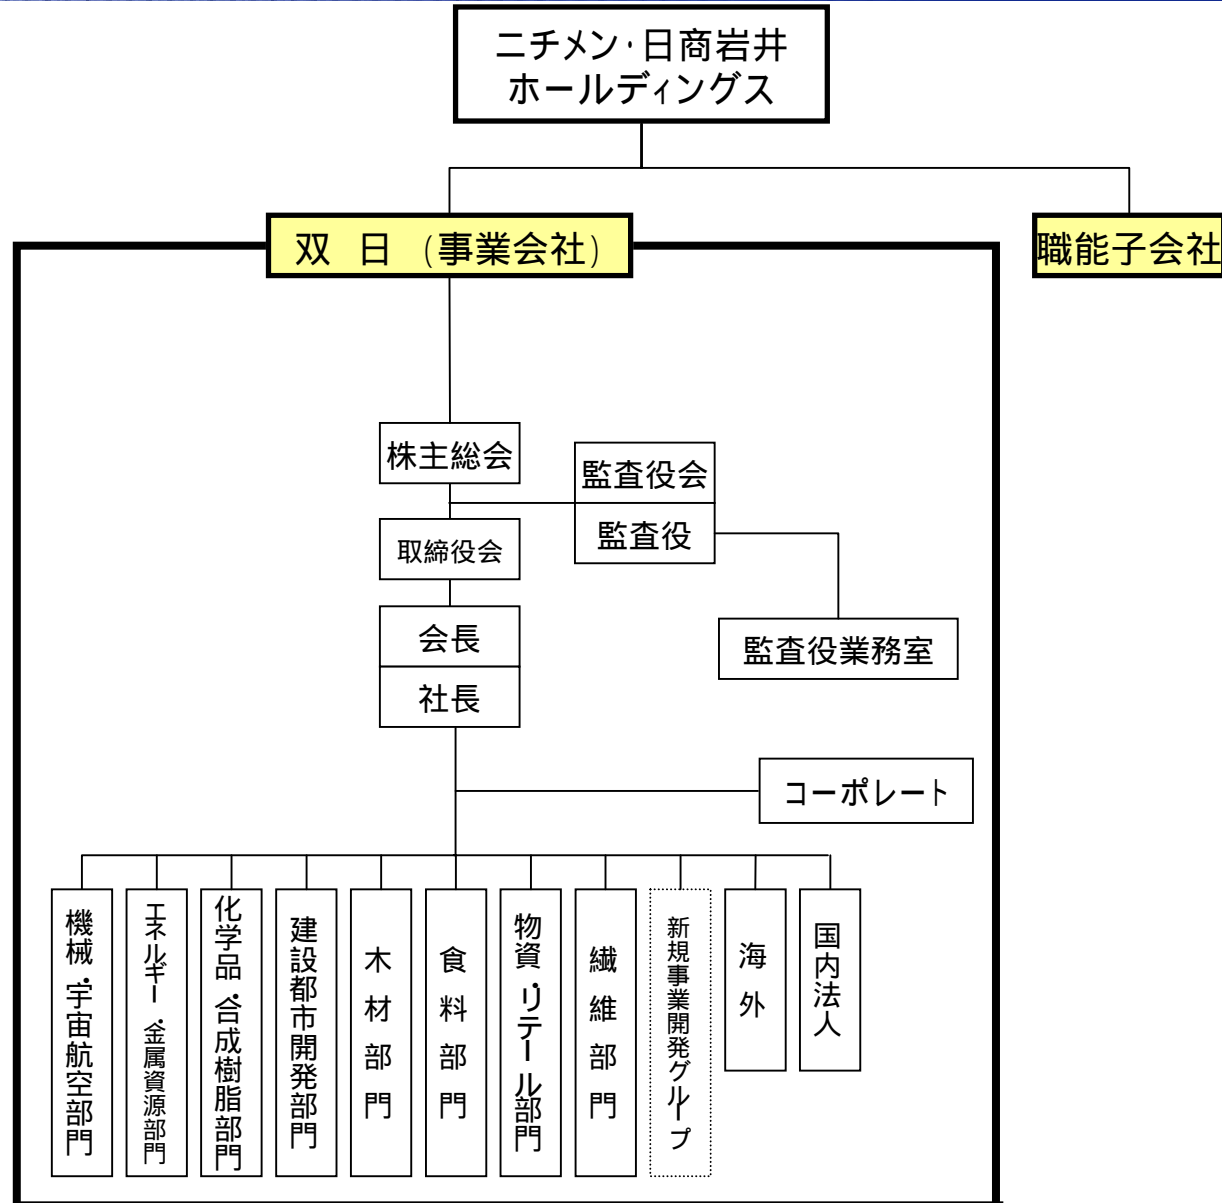 ニチメン・日商岩井
ホールディングス
双 日 (事業会社)
職能子会社
株主総会
監査役会
監査役
取締役会
会長
社長
監査役業務室
コーポレート
機械・宇宙航空部門
エネルギー・金属資源部門
化学品・合成樹脂部門
建設都市開発部門
木材部門
食料部門
物資・リテール部門
繊維部門
新規事業開発グループ
海外
国内法人